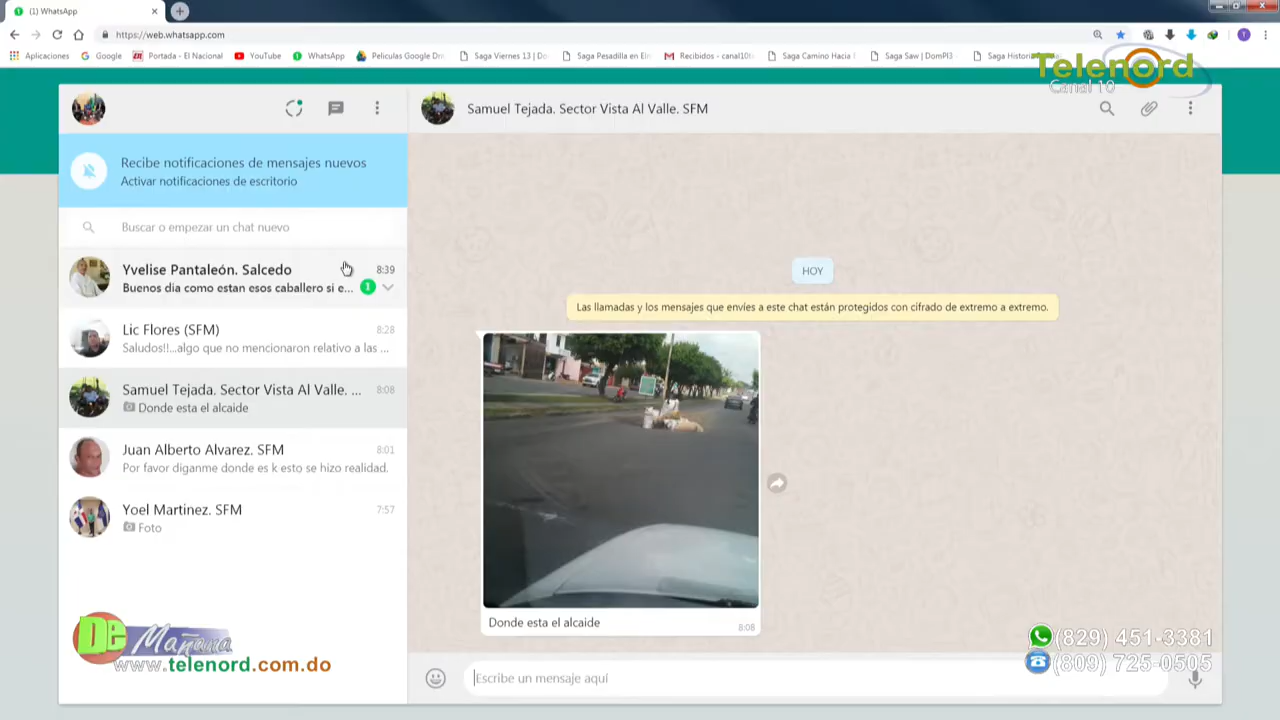 (1) WhatsApp
https://web.whatsapp.com
Aplicaciones
Google
Portada - El Nacional
YouTube
WhatsApp
Peliculas Google Dri
Saga Viernes 13 | Do
Saga Pesadilla en Elm
Recibidos - canal10t
Saga Camino Hacia l
Saga Saw | DomPl3
Saga Histori
Telenord
Canal 10
Samuel Tejada. Sector Vista Al Valle. SFM
Recibe notificaciones de mensajes nuevos
Activar notificaciones de escritorio
Buscar o empezar un chat nuevo
Yvelise Pantaleón. Salcedo
8:39
Buenos dia como estan esos caballero si e...
1
Lic Flores (SFM)
8:28
Saludos!!...algo que no mencionaron relativo a las ...
Samuel Tejada. Sector Vista Al Valle. ...
8:08
Donde esta el alcaide
Juan Alberto Alvarez. SFM
8:01
Por favor diganme donde es k esto se hizo realidad.
Yoel Martinez. SFM
7:57
Foto
HOY
Las llamadas y los mensajes que envíes a este chat están protegidos con cifrado de extremo a extremo.
Donde esta el alcaide
8:08
Escribe un mensaje aquí
De Mañana
www.telenord.com.do
(829) 451-3381
(809) 725-0505